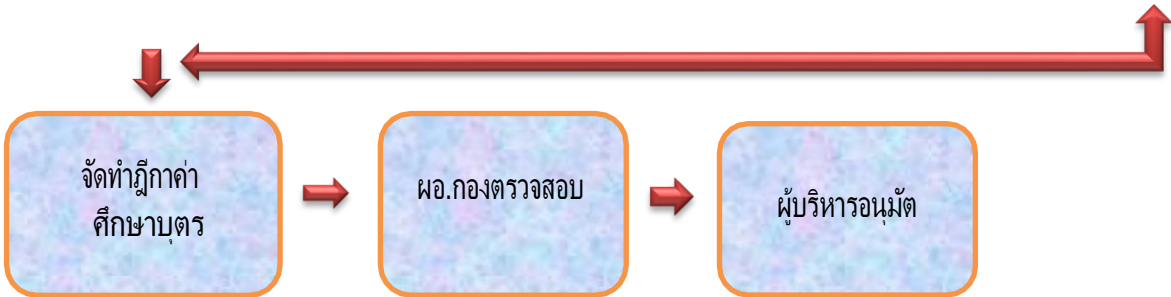 จัดทำฎีกาค่า
ศึกษาบุตร
ผอ.กองตรวจสอบ
ผู้บริหารอนุมัต